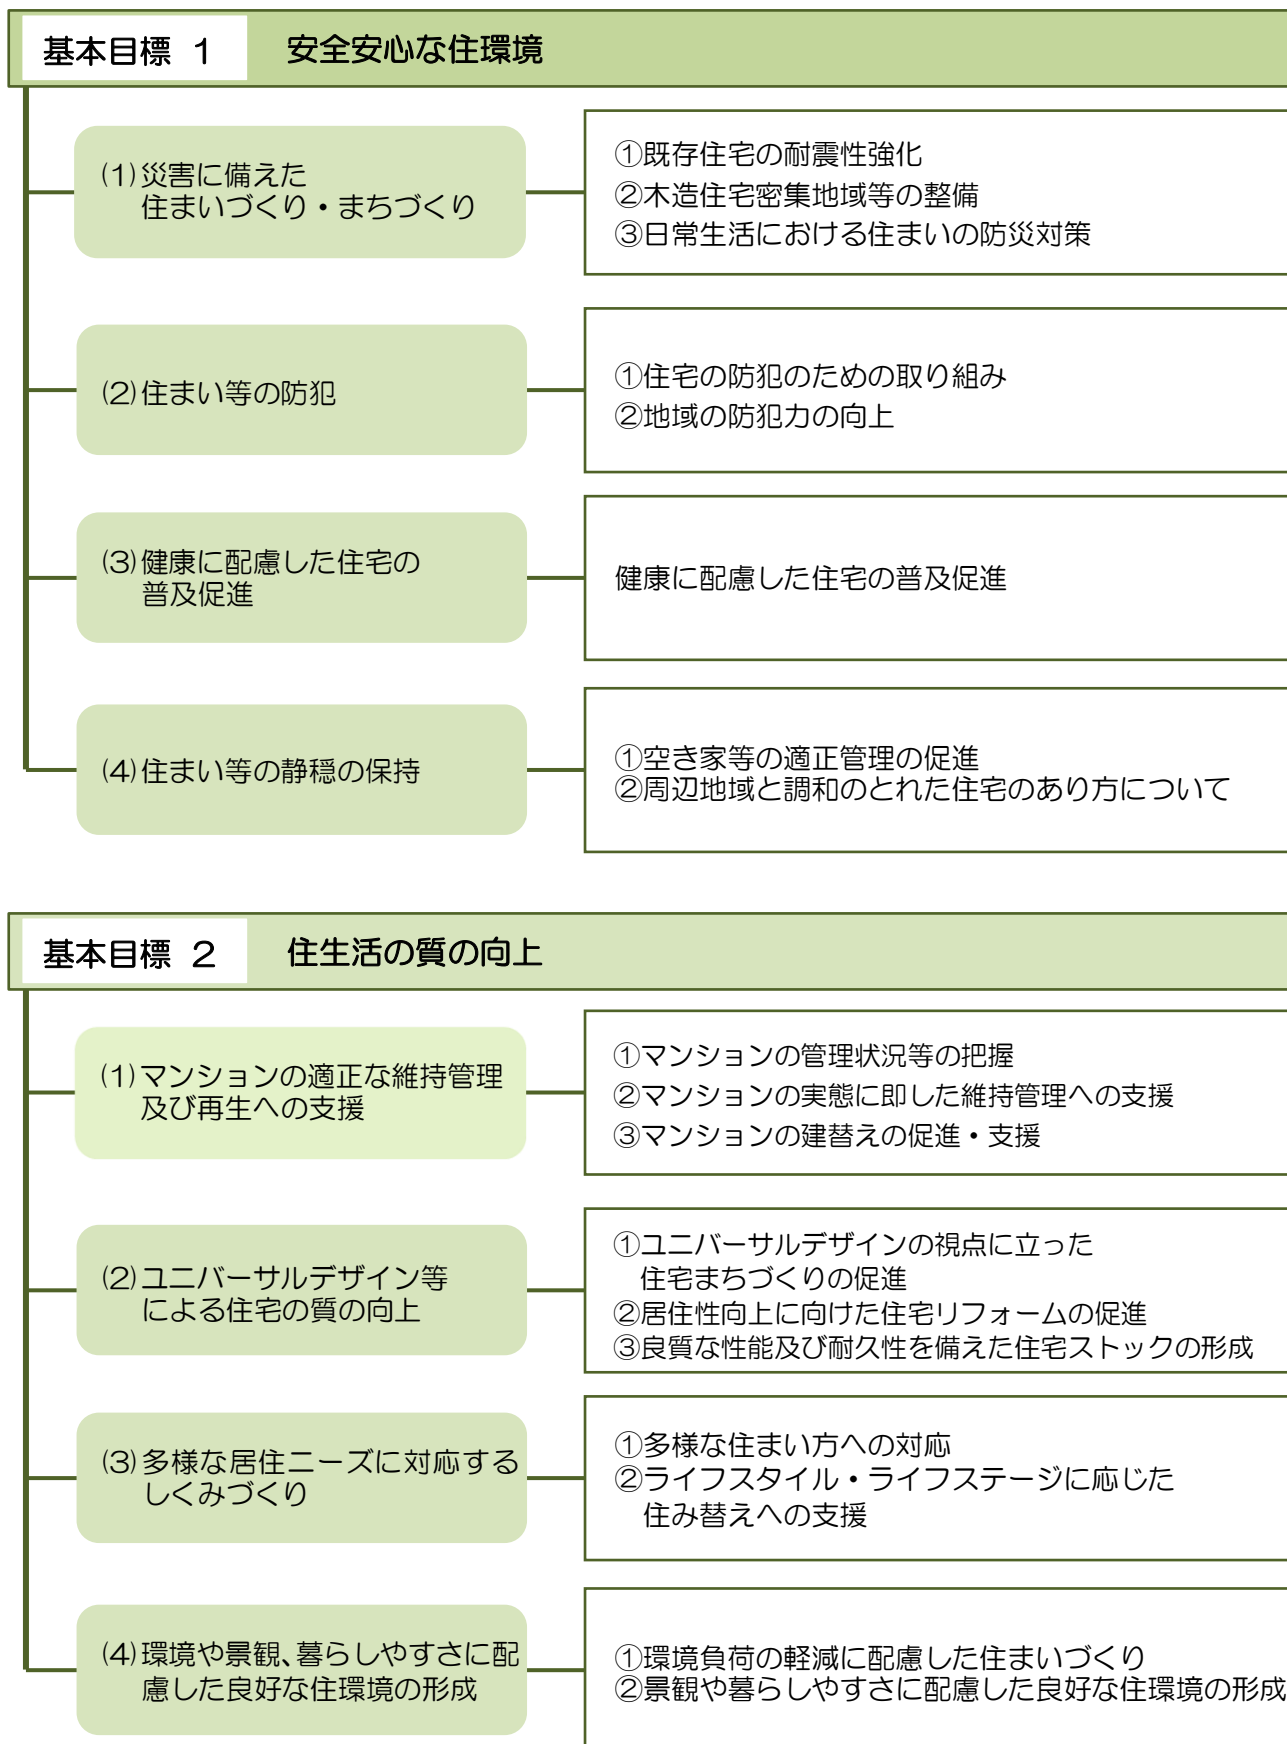 基本目標 1 安全安心な住環境
(1)災害に備えた
住まいづくり・まちづくり
①既存住宅の耐震性強化
②木造住宅密集地域等の整備
③日常生活における住まいの防災対策
(2)住まい等の防犯
①住宅の防犯のための取り組み
②地域の防犯力の向上
(3)健康に配慮した住宅の
普及促進
健康に配慮した住宅の普及促進
(4)住まい等の静穏の保持
①空き家等の適正管理の促進
②周辺地域と調和のとれた住宅のあり方について
基本目標 2 住生活の質の向上
(1)マンションの適正な維持管理
及び再生への支援
①マンションの管理状況等の把握
②マンションの実態に即した維持管理への支援
③マンションの建替えの促進・支援
(2)ユニバーサルデザイン等
による住宅の質の向上
①ユニバーサルデザインの視点に立った
住宅まちづくりの促進
②居住性向上に向けた住宅リフォームの促進
③良質な性能及び耐久性を備えた住宅ストックの形成
(3)多様な居住ニーズに対応する
しくみづくり
①多様な住まい方への対応
②ライフスタイル・ライフステージに応じた
住み替えへの支援
(4)環境や景観、暮らしやすさに配
慮した良好な住環境の形成
①環境負荷の軽減に配慮した住まいづくり
②景観や暮らしやすさに配慮した良好な住環境の形成